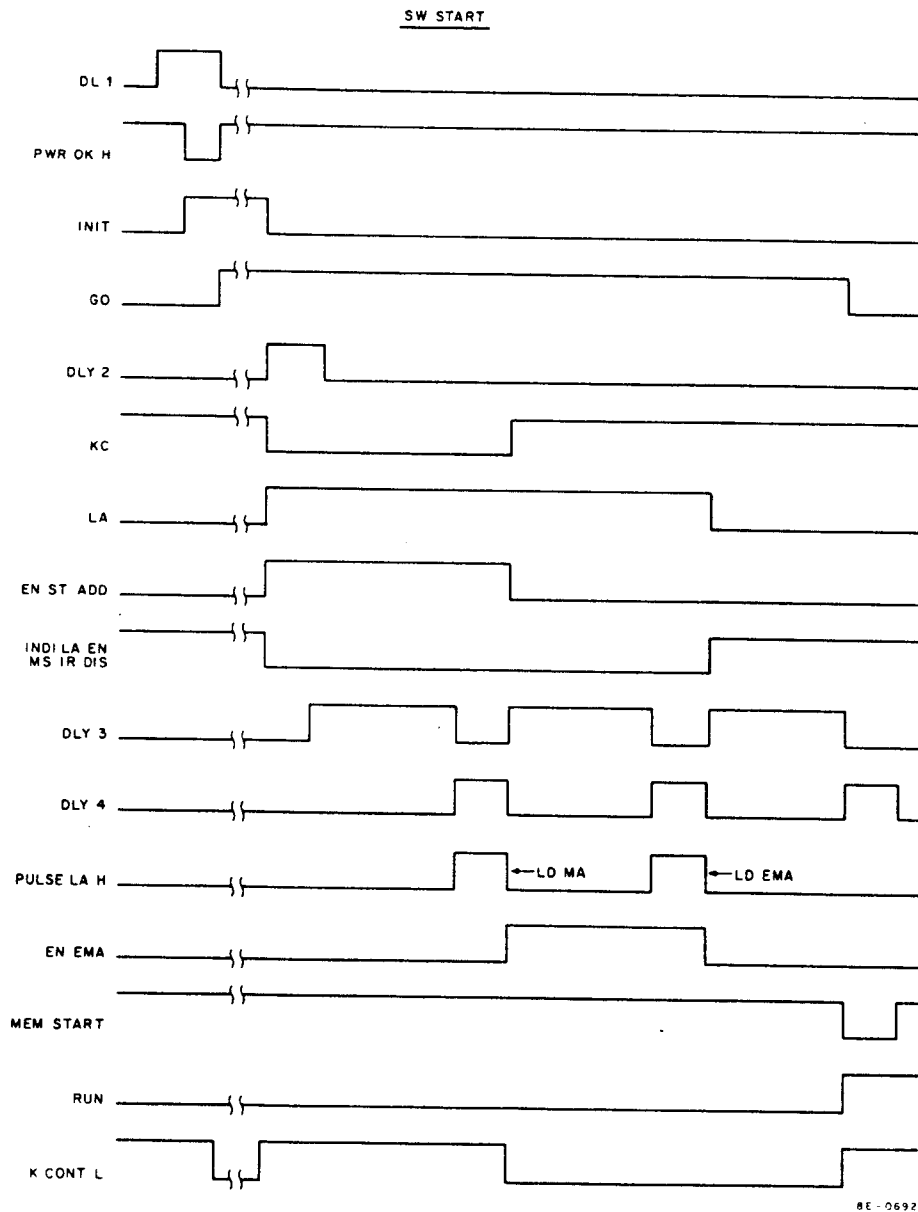 SW START
DL 1
PWR OK H
INIT
GO
DLY 2
KC
LA
EN ST ADD
INDI LA EN
MS IR DIS
DLY 3
DLY 4
PULSE LA H
LD MA
LD EMA
EN EMA
MEM START
RUN
K CONT L
8E-0692